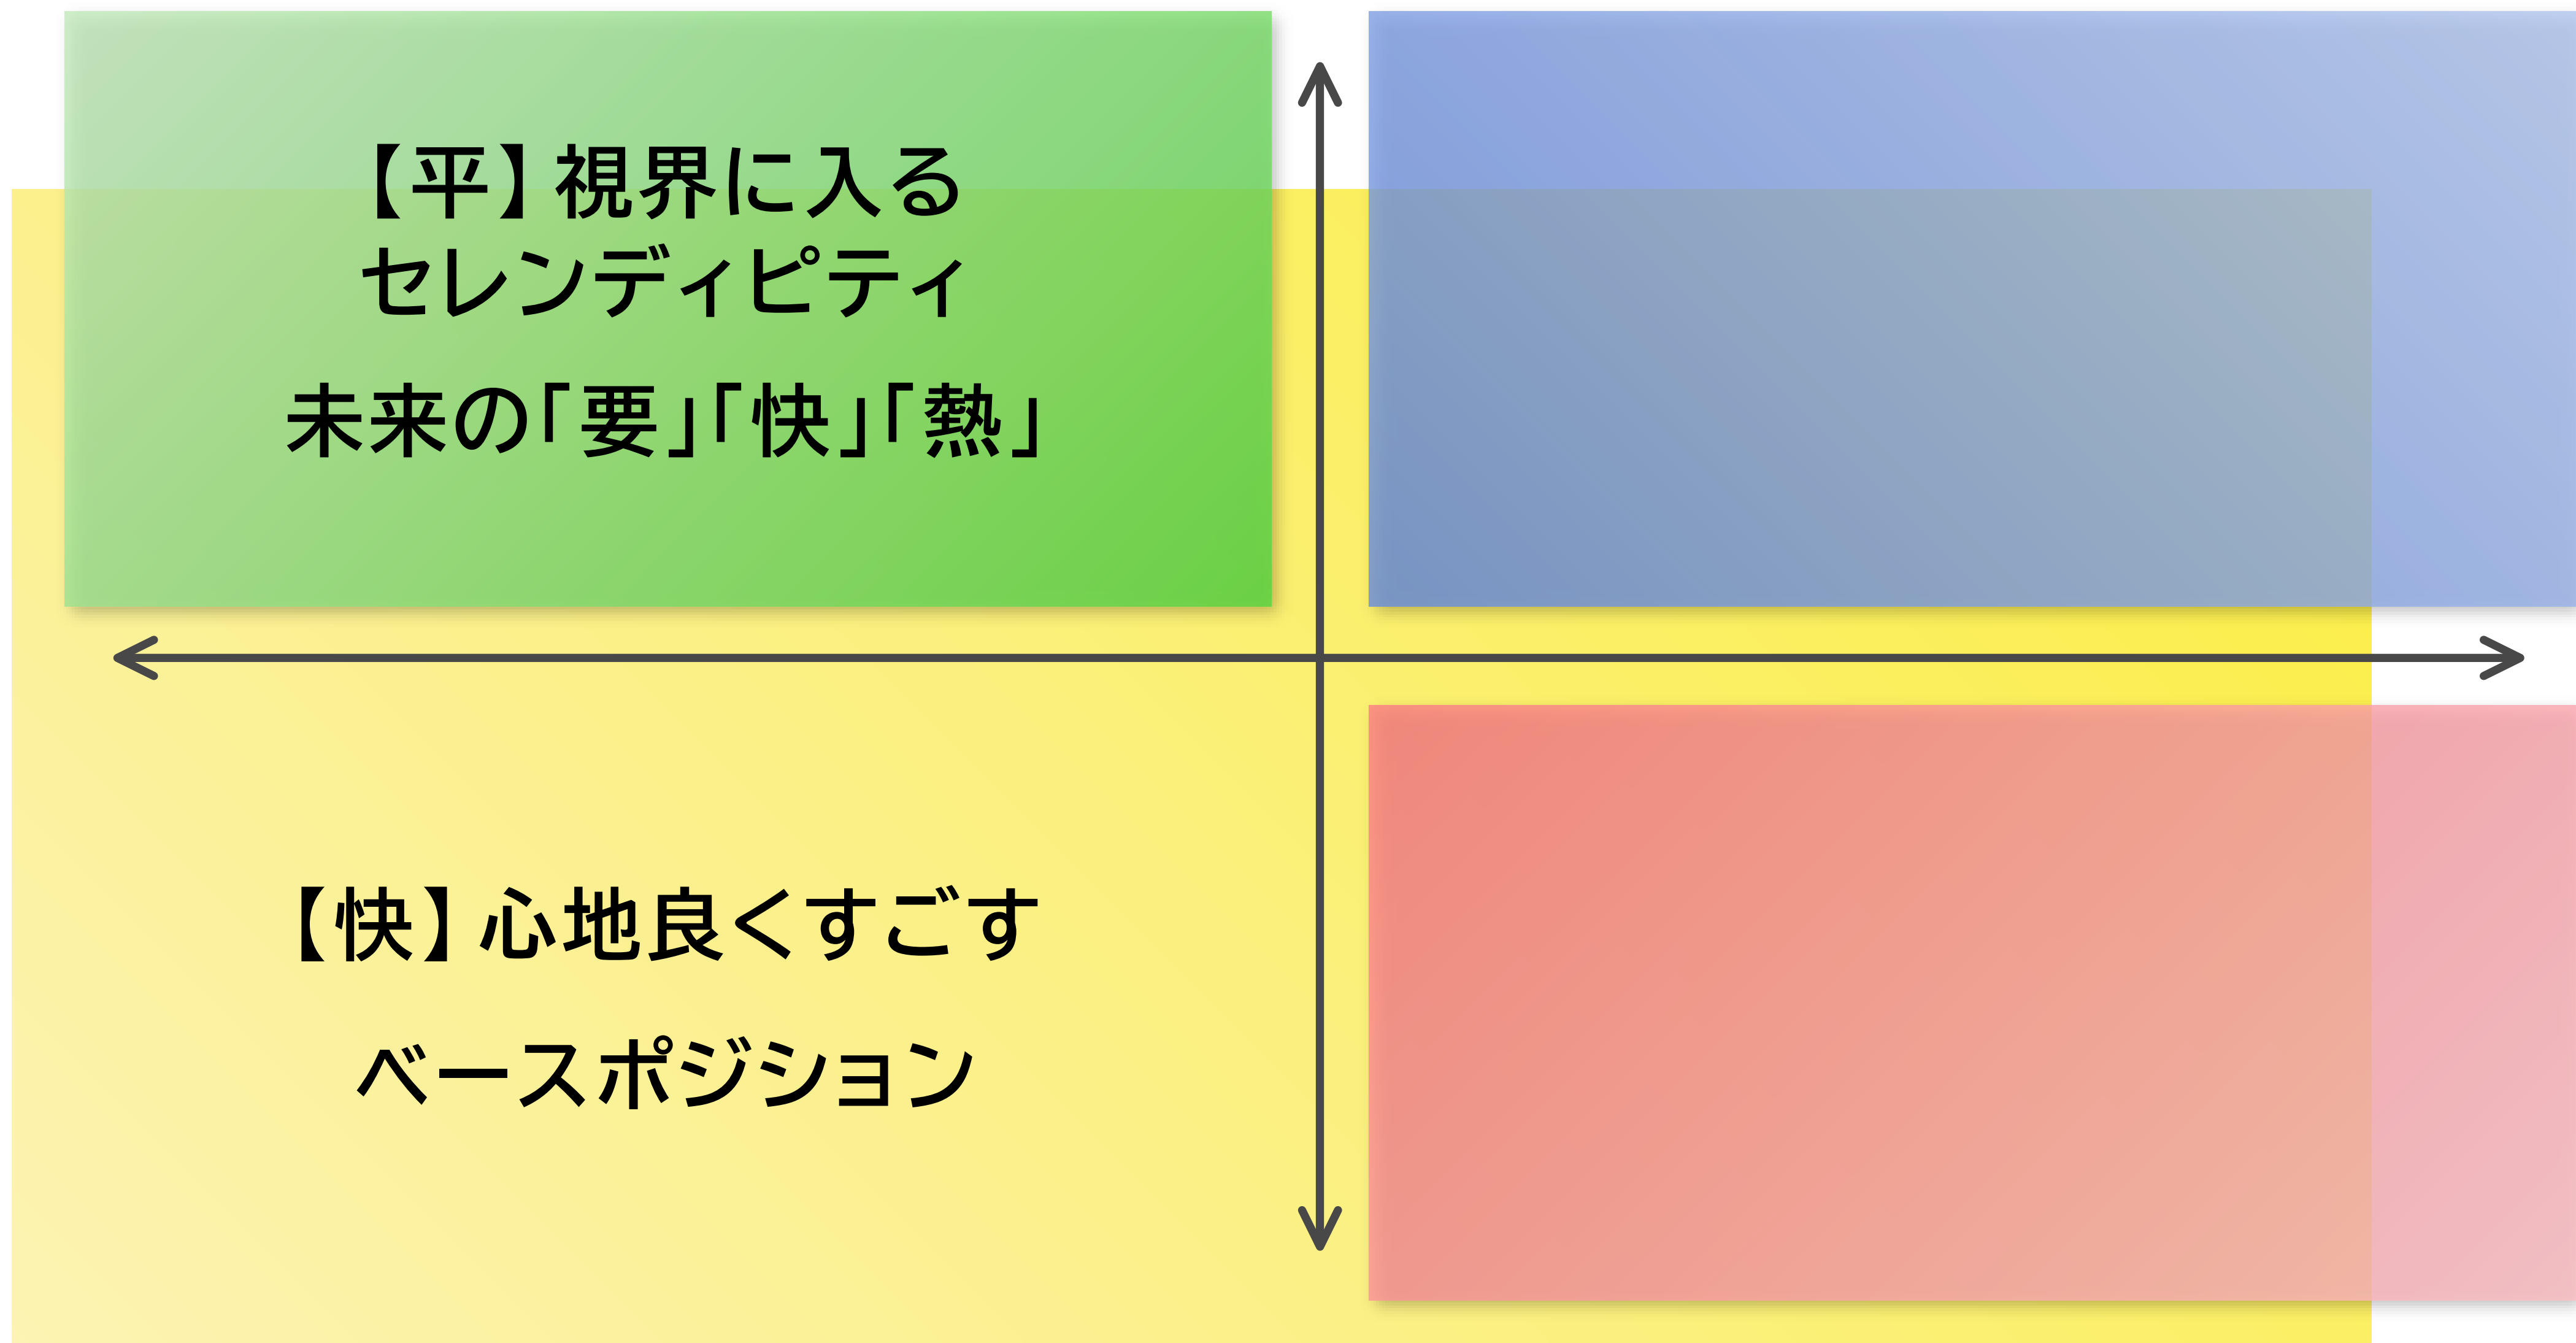 【平】視界に入る
セレンディピティ
未来の「要」「快」「熱」
【快】心地良くすごす
ベースポジション